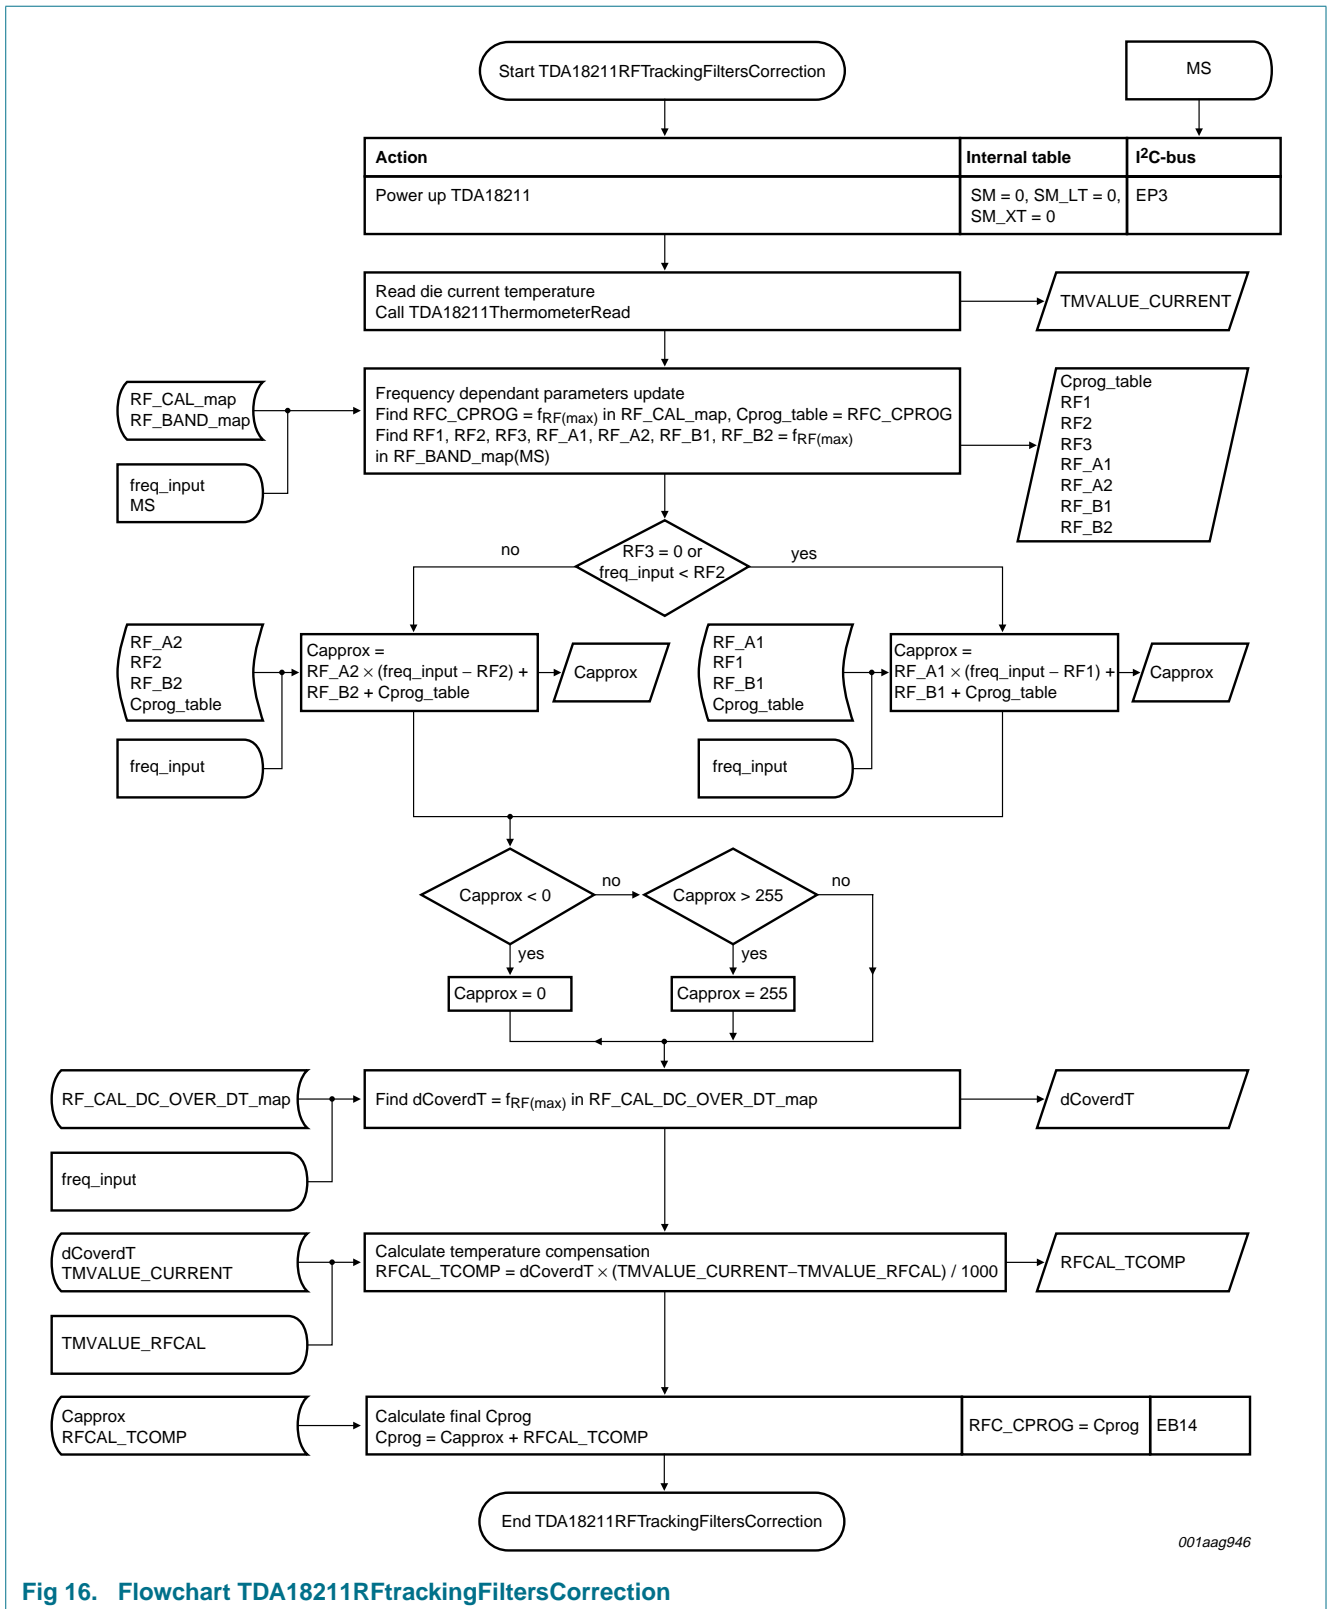 Start TDA18211RFTrackingFiltersCorrection
MS
Action
Internal table
I²C-bus
Power up TDA18211
SM = 0, SM_LT = 0,
SM_XT = 0
EP3
Read die current temperature
Call TDA18211ThermometerRead
TMVALUE_CURRENT
RF_CAL_map
RF_BAND_map
freq_input
MS
Frequency dependant parameters update
Find RFC_CPROG = fRF(max) in RF_CAL_map, Cprog_table = RFC_CPROG
Find RF1, RF2, RF3, RF_A1, RF_A2, RF_B1, RF_B2 = fRF(max)
in RF_BAND_map(MS)
Cprog_table
RF1
RF2
RF3
RF_A1
RF_A2
RF_B1
RF_B2
no
RF3 = 0 or
freq_input < RF2
yes
RF_A2
RF2
RF_B2
Cprog_table
freq_input
Capprox =
RF_A2 × (freq_input – RF2) +
RF_B2 + Cprog_table
Capprox
RF_A1
RF1
RF_B1
Cprog_table
freq_input
Capprox =
RF_A1 × (freq_input – RF1) +
RF_B1 + Cprog_table
Capprox
Capprox < 0
no
Capprox > 255
no
yes
yes
Capprox = 0
Capprox = 255
RF_CAL_DC_OVER_DT_map
freq_input
Find dCoverdT = fRF(max) in RF_CAL_DC_OVER_DT_map
dCoverdT
dCoverdT
TMVALUE_CURRENT
TMVALUE_RFCAL
Calculate temperature compensation
RFCAL_TCOMP = dCoverdT × (TMVALUE_CURRENT–TMVALUE_RFCAL) / 1000
RFCAL_TCOMP
Capprox
RFCAL_TCOMP
Calculate final Cprog
Cprog = Capprox + RFCAL_TCOMP
RFC_CPROG = Cprog
EB14
End TDA18211RFTrackingFiltersCorrection
001aag946
Fig 16. Flowchart TDA18211RFtrackingFiltersCorrection